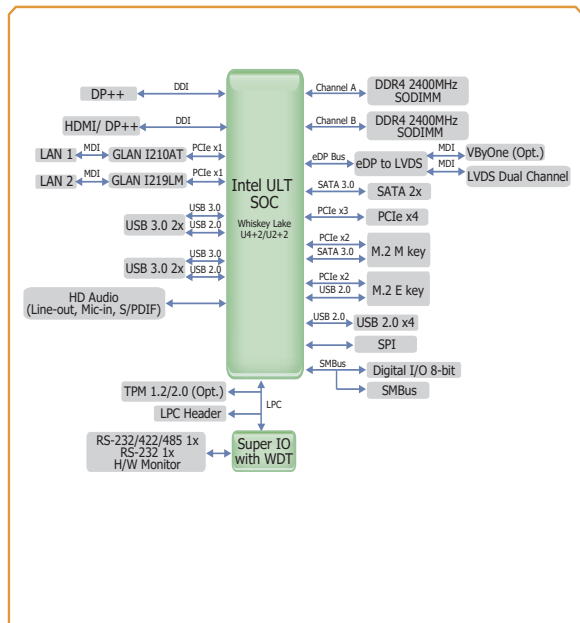 DP++
DDI
HDMI/ DP++
DDI
LAN 1
MDI
GLAN I210AT
PCIe x1
LAN 2
MDI
GLAN I219LM
PCIe x1
USB 3.0 2x
USB 3.0
USB 2.0
USB 3.0 2x
USB 3.0
USB 2.0
HD Audio
(Line-out, Mic-in, S/PDIF)
Intel ULT
SOC
Whiskey Lake
U4+2/U2+2
Channel A
DDR4 2400MHz
SODIMM
Channel B
DDR4 2400MHz
SODIMM
eDP Bus
eDP to LVDS
MDI
VByOne (Opt.)
MDI
LVDS Dual Channel
SATA 3.0
SATA 2x
PCIe x3
PCIe x4
PCIe x2
SATA 3.0
M.2 M key
PCIe x2
USB 2.0
M.2 E key
USB 2.0
USB 2.0 x4
SPI
SMBus
Digital I/O 8-bit
SMBus
TPM 1.2/2.0 (Opt.)
LPC Header
LPC
RS-232/422/485 1x
RS-232 1x
H/W Monitor
Super IO
with WDT